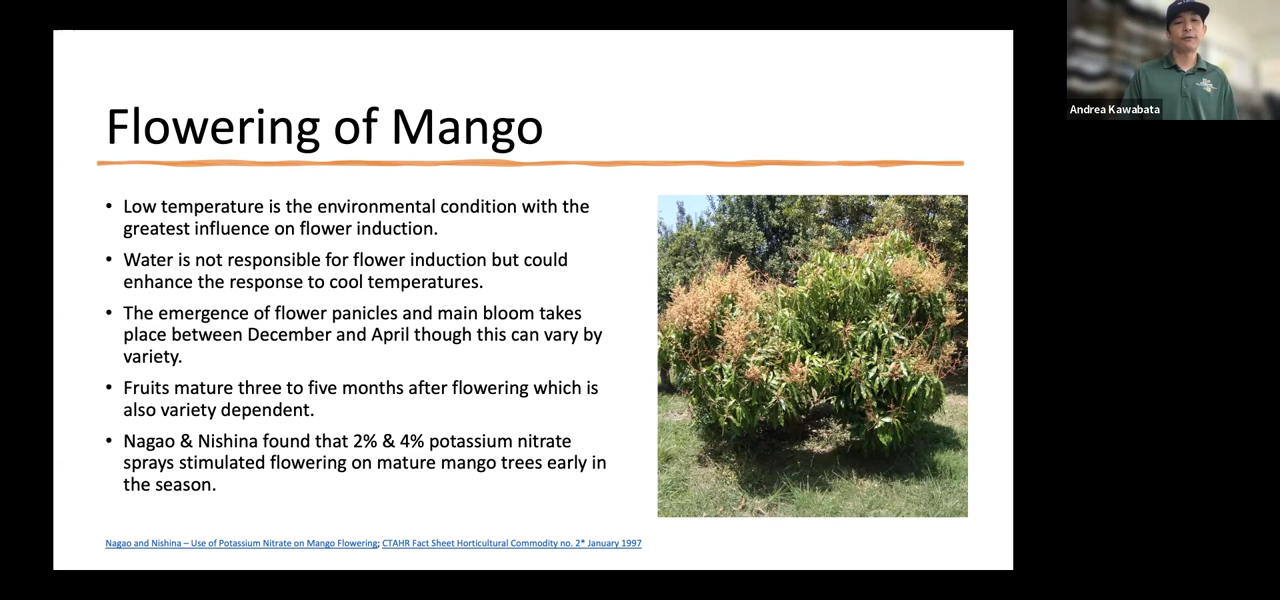 Flowering of Mango
• Low temperature is the environmental condition with the
greatest influence on flower induction.
• Water is not responsible for flower induction but could
enhance the response to cool temperatures.
• The emergence of flower panicles and main bloom takes
place between December and April though this can vary by
variety.
• Fruits mature three to five months after flowering which is
also variety dependent.
• Nagao & Nishina found that 2% & 4% potassium nitrate
sprays stimulated flowering on mature mango trees early in
the season.
Nagao and Nishina – Use of Potassium Nitrate on Mango Flowering; CTAHR Fact Sheet Horticultural Commodity no. 2* January 1997
Andrea Kawabata